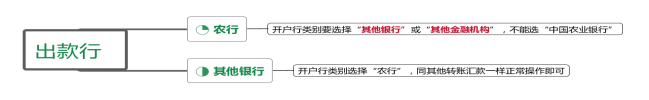 出款行
农行
开户行类别要选择“其他银行”或“其他金融机构”，不能选“中国农业银行”
其他银行
开户行类别选择“农行”，同其他转账汇款一样正常操作即可